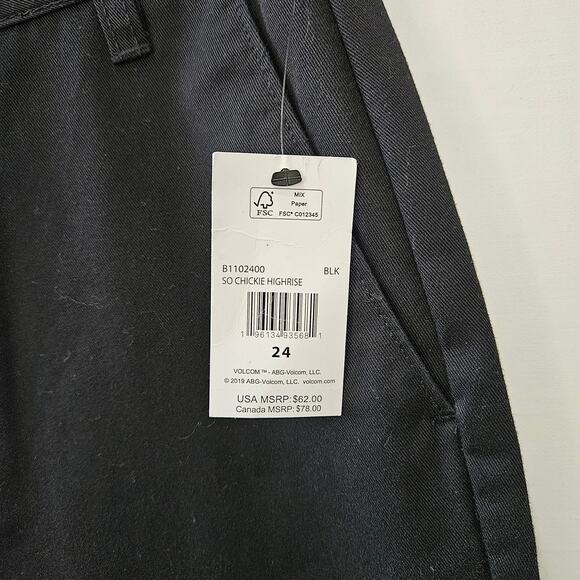 MIX
Paper
FSC
FSC® C012345
B1102400 BLK
SO CHICKIE HIGHRISE
1 96134 93568 1
24
VOLCOM™ - ABG-Volcom, LLC.
© 2019 ABG-Volcom, LLC. volcom.com
USA MSRP: $62.00
Canada MSRP: $78.00